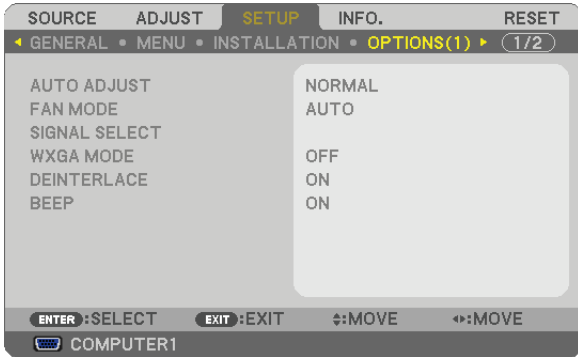 SOURCE ADJUST SETUP INFO. RESET
GENERAL • MENU • INSTALLATION • OPTIONS(1) 1/2
AUTO ADJUST NORMAL
FAN MODE AUTO
SIGNAL SELECT
WXGA MODE OFF
DEINTERLACE ON
BEEP ON
ENTER :SELECT EXIT :EXIT :MOVE :MOVE
COMPUTER1